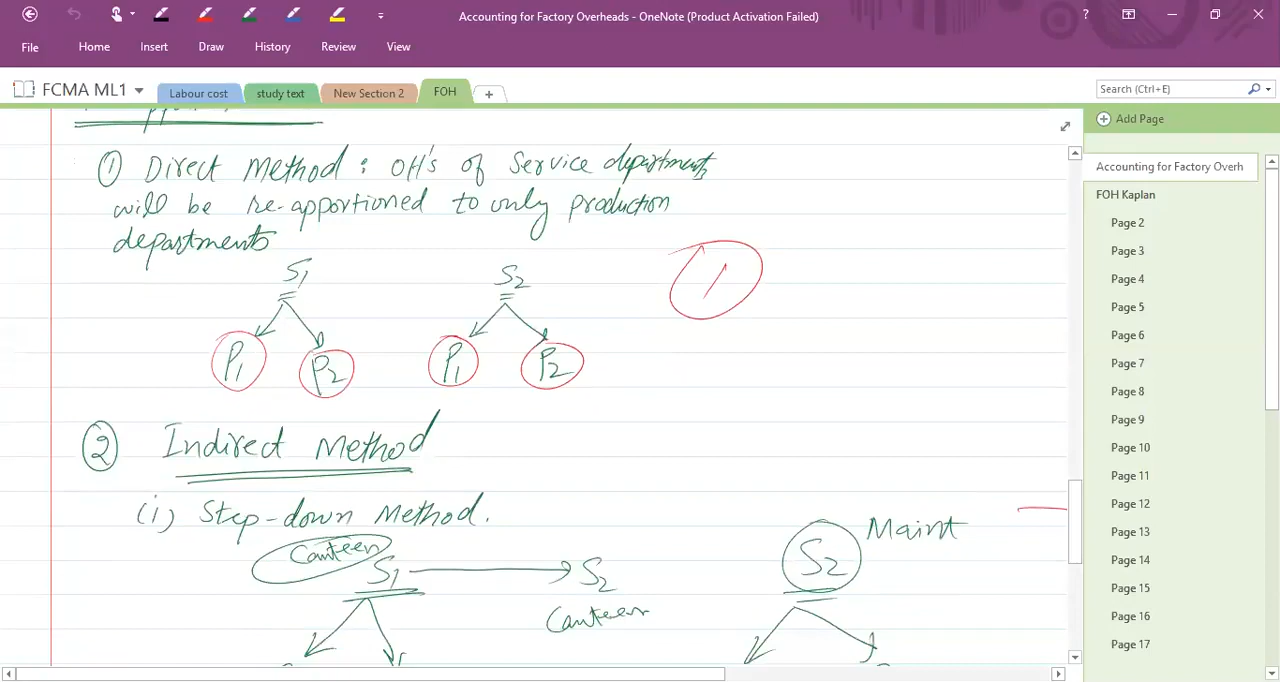 Accounting for Factory Overheads - OneNote (Product Activation Failed)
?
File Home Insert Draw History Review View
FCMA ML1
Labour cost study text New Section 2 FOH +
Search (Ctrl+E)
Add Page
Accounting for Factory Overh
FOH Kaplan
Page 2
Page 3
Page 4
Page 5
Page 6
Page 7
Page 8
Page 9
Page 10
Page 11
Page 12
Page 13
Page 14
Page 15
Page 16
Page 17
① Direct Method : OH's of Service departments
will be re-apportioned to only production
departments
S1 S2
P1 P2 P1 P2
1
② Indirect Method
(i) Step-down Method.
Canteen
S1 S2
Canteen
S2 Maint